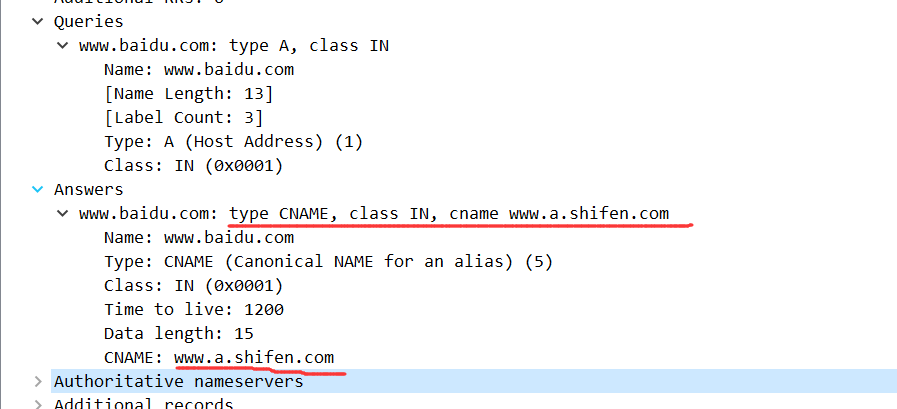 Additional RRs: 6
Queries
www.baidu.com: type A, class IN
Name: www.baidu.com
[Name Length: 13]
[Label Count: 3]
Type: A (Host Address) (1)
Class: IN (0x0001)
Answers
www.baidu.com: type CNAME, class IN, cname www.a.shifen.com
Name: www.baidu.com
Type: CNAME (Canonical NAME for an alias) (5)
Class: IN (0x0001)
Time to live: 1200
Data length: 15
CNAME: www.a.shifen.com
Authoritative nameservers
Additional records